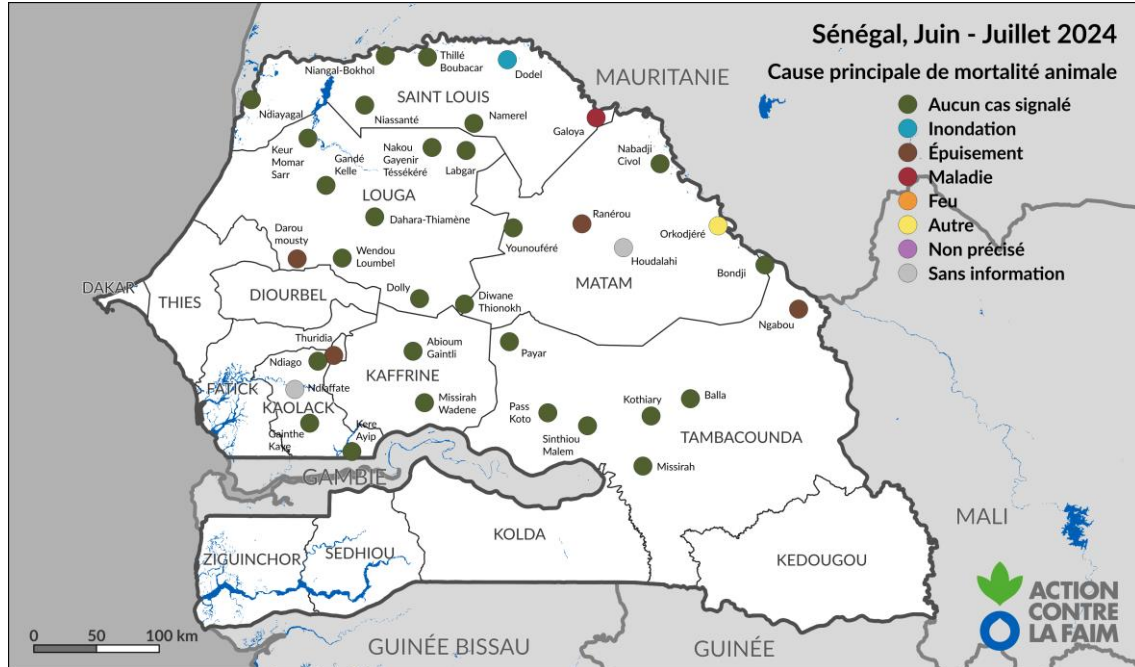 Sénégal, Juin - Juillet 2024
Cause principale de mortalité animale
Aucun cas signalé
Inondation
Épuisement
Maladie
Feu
Autre
Non précisé
Sans information
MAURITANIE
Niangal-Bokhol
Thillé
Boubacar
Dodel
SAINT LOUIS
Ndiayagal
Niassanté
Namerel
Galoya
Keur
Momar
Sarr
Gandé
Kelle
Nakou
Gayenir
Téssékéré
Labgar
Nabadji
Civol
LOUGA
Dahara-Thiamène
Ranérou
Orkodjéré
Darou
mousty
Wendou
Loumbel
Younouféré
Houdalahi
Bondji
MATAM
DAKAR
THIES
DIOURBEL
Dolly
Diwane
Thionokh
Ngabou
Thuridia
Ndiago
Abioum
Gaintli
Payar
KAFFRINE
FATICK
Ndiaffate
KAOLACK
Missirah
Wadene
Gainthe
Kaye
Kere
Ayip
Pass
Koto
Sinthiou
Malem
Kothiary
Balla
TAMBACOUNDA
Missirah
GAMBIE
MALI
ZIGUINCHOR
SEDHIOU
KOLDA
KEDOUGOU
GUINÉE BISSAU
GUINÉE
0 50 100 km
ACTION
CONTRE
LA FAIM